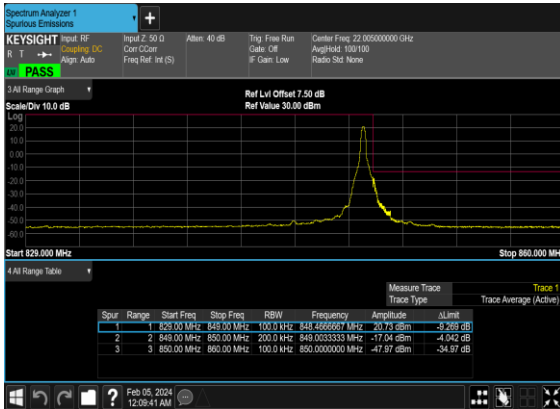 Spectrum Analyzer 1
Spurious Emissions
+
KEYSIGHT Input: RF Input Z: 50 Ω Atten: 40 dB Trig: Free Run Center Freq: 22.005000000 GHz
R T Coupling: DC Corr CCorr Gate: Off Avg|Hold: 100/100
Align: Auto Freq Ref: Int (S) IF Gain: Low Radio Std: None
PASS
3 All Range Graph
Ref Lvl Offset 7.50 dB
Scale/Div 10.0 dB Ref Value 30.00 dBm
Log
20.0
10.0
0.00
-10.0
-20.0
-30.0
-40.0
-50.0
-60.0
Start 829.000 MHz Stop 860.000 MH
4 All Range Table
Measure Trace Trace 1
Trace Type Trace Average (Active)
Spur Range Start Freq Stop Freq RBW Frequency Amplitude ΔLimit
1 1 829.00 MHz 849.00 MHz 100.0 kHz 848.4666667 MHz 20.73 dBm -9.269 dB
2 2 849.00 MHz 850.00 MHz 200.0 kHz 849.0033333 MHz -17.04 dBm -4.042 dB
3 3 850.00 MHz 860.00 MHz 100.0 kHz 850.0000000 MHz -47.97 dBm -34.97 dB
? Feb 05, 2024
12:09:41 AM